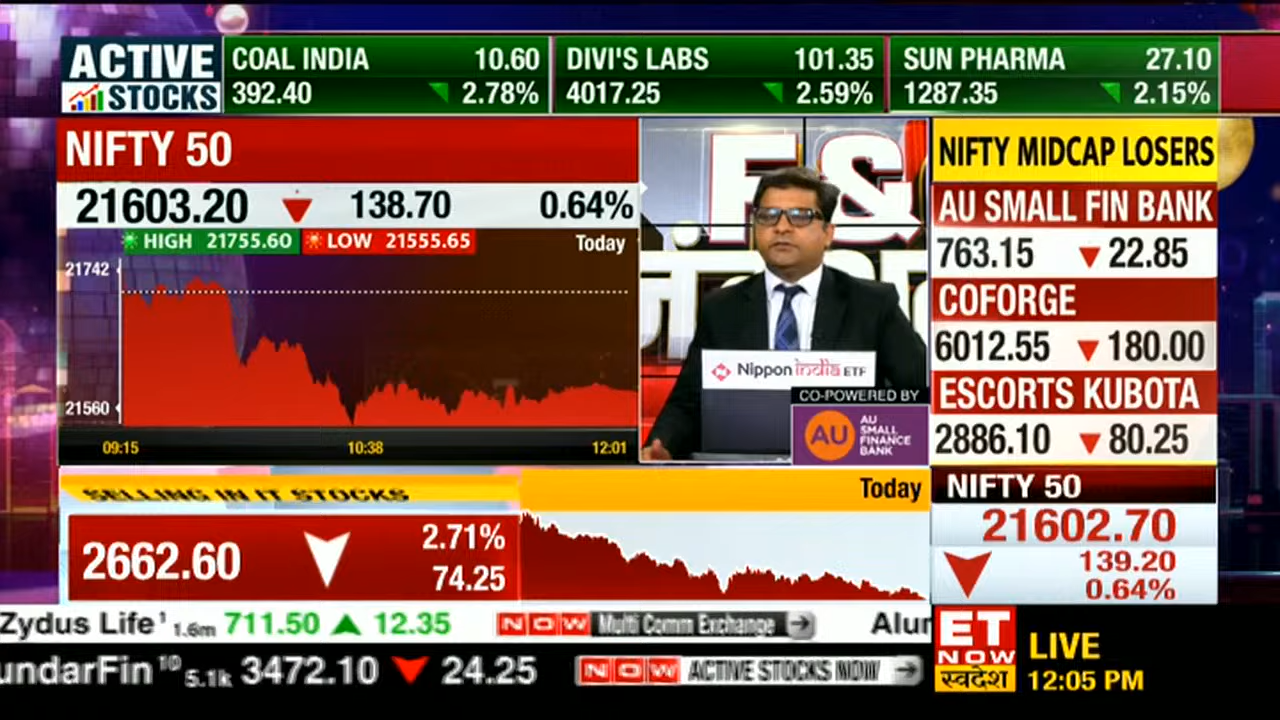 ACTIVE STOCKS
COAL INDIA 10.60
392.40 2.78%
DIVI'S LABS 101.35
4017.25 2.59%
SUN PHARMA 27.10
1287.35 2.15%
NIFTY 50
21603.20 138.70 0.64%
HIGH 21755.60 LOW 21555.65 Today
21742
21560
09:15 10:38 12:01
F&
Nippon india ETF
CO-POWERED BY
AU
AU
SMALL
FINANCE
BANK
NIFTY MIDCAP LOSERS
AU SMALL FIN BANK
763.15 22.85
COFORGE
6012.55 180.00
ESCORTS KUBOTA
2886.10 80.25
SELLING IN IT STOCKS
Today
2662.60
2.71%
74.25
NIFTY 50
21602.70
139.20
0.64%
Zydus Life 1 1.6m 711.50 12.35 NOW Multi Comm Exchange Alur
undarFin 10 5.1k 3472.10 24.25 NOW ACTIVE STOCKS NOW
ET
NOW
स्वदेश
LIVE
12:05 PM